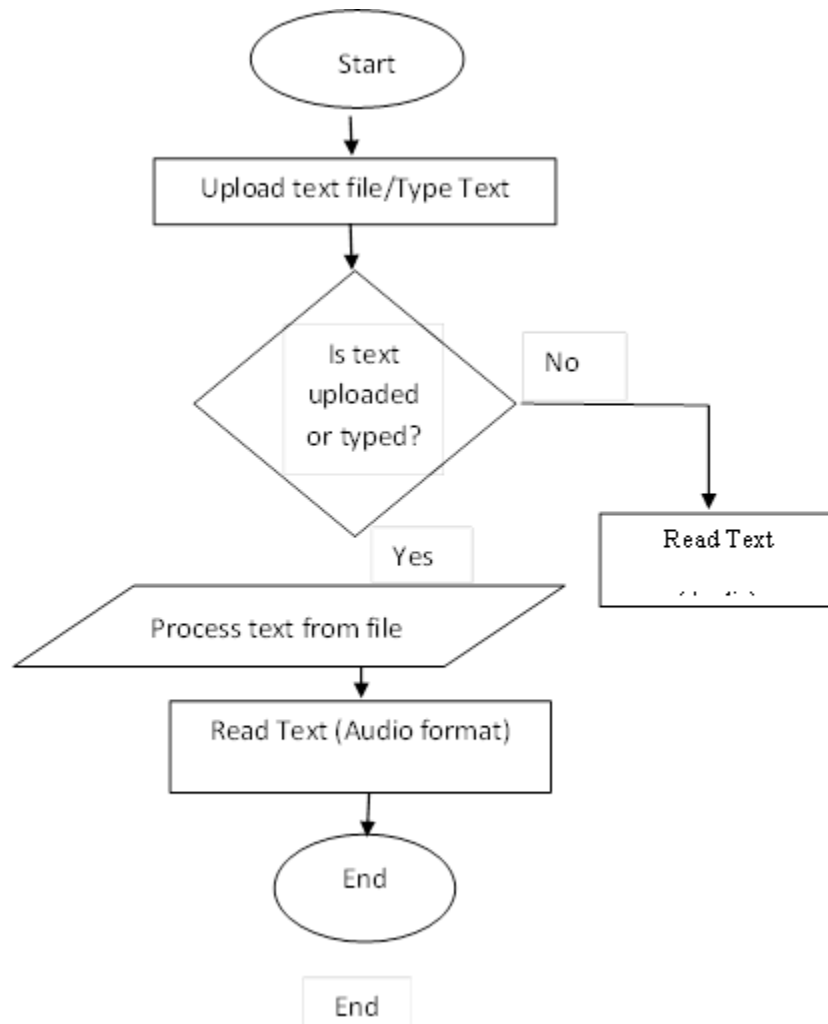 Start
Upload text file/Type Text
Is text
uploaded
or typed?
No
Read Text
Yes
Process text from file
Read Text (Audio format)
End
End